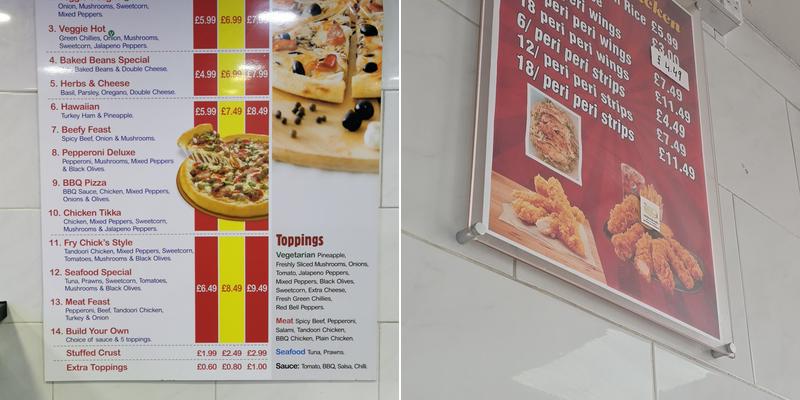 Onion, Mushrooms, Sweetcorn,
Mixed Peppers.
£5.99 £6.99 £7.99
3. Veggie Hot
Green Chillies, Onion, Mushrooms,
Sweetcorn, Jalapeno Peppers.
4. Baked Beans Special
Baked Beans & Double Cheese.
£4.99 £6.99 £7.99
5. Herbs & Cheese
Basil, Parsley, Oregano, Double Cheese.
6. Hawaiian
£5.99 £7.49 £8.49
Turkey Ham & Pineapple.
7. Beefy Feast
Spicy Beef, Onion & Mushrooms.
8. Pepperoni Deluxe
Pepperoni, Mushrooms, Mixed Peppers
& Black Olives.
9. BBQ Pizza
BBQ Sauce, Chicken, Mixed Peppers,
Onions & Olives.
10. Chicken Tikka
Chicken, Mixed Peppers, Sweetcorn,
Mushrooms & Jalapeno Peppers.
11. Fry Chick's Style
Tandoori Chicken, Mixed Peppers, Sweetcorn,
Tomatoes, Mushrooms & Black Olives.
12. Seafood Special
Tuna, Prawns, Sweetcorn, Tomatoes,
Mushrooms & Black Olives.
£6.49 £8.49 £9.49
13. Meat Feast
Pepperoni, Beef, Tandoori Chicken,
Turkey & Onion
14. Build Your Own
Choice of sauce & 5 toppings.
Stuffed Crust £1.99 £2.49 £2.99
Extra Toppings £0.60 £0.80 £1.00
Toppings
Vegetarian Pineapple,
Freshly Sliced Mushrooms, Onions,
Tomato, Jalapeno Peppers,
Mixed Peppers, Black Olives,
Sweetcorn, Extra Cheese,
Fresh Green Chillies,
Red Bell Peppers.
Meat Spicy Beef, Pepperoni,
Salami, Tandoori Chicken,
BBQ Chicken, Plain Chicken.
Seafood Tuna, Prawns.
Sauce: Tomato, BBQ, Salsa, Chilli.
Rice £5.99
peri wings £3.00
£4.49
peri peri wings £7.49
18 peri peri wings £11.49
6/ peri peri strips £4.49
12/ peri peri strips £7.49
18/ peri peri strips £11.49